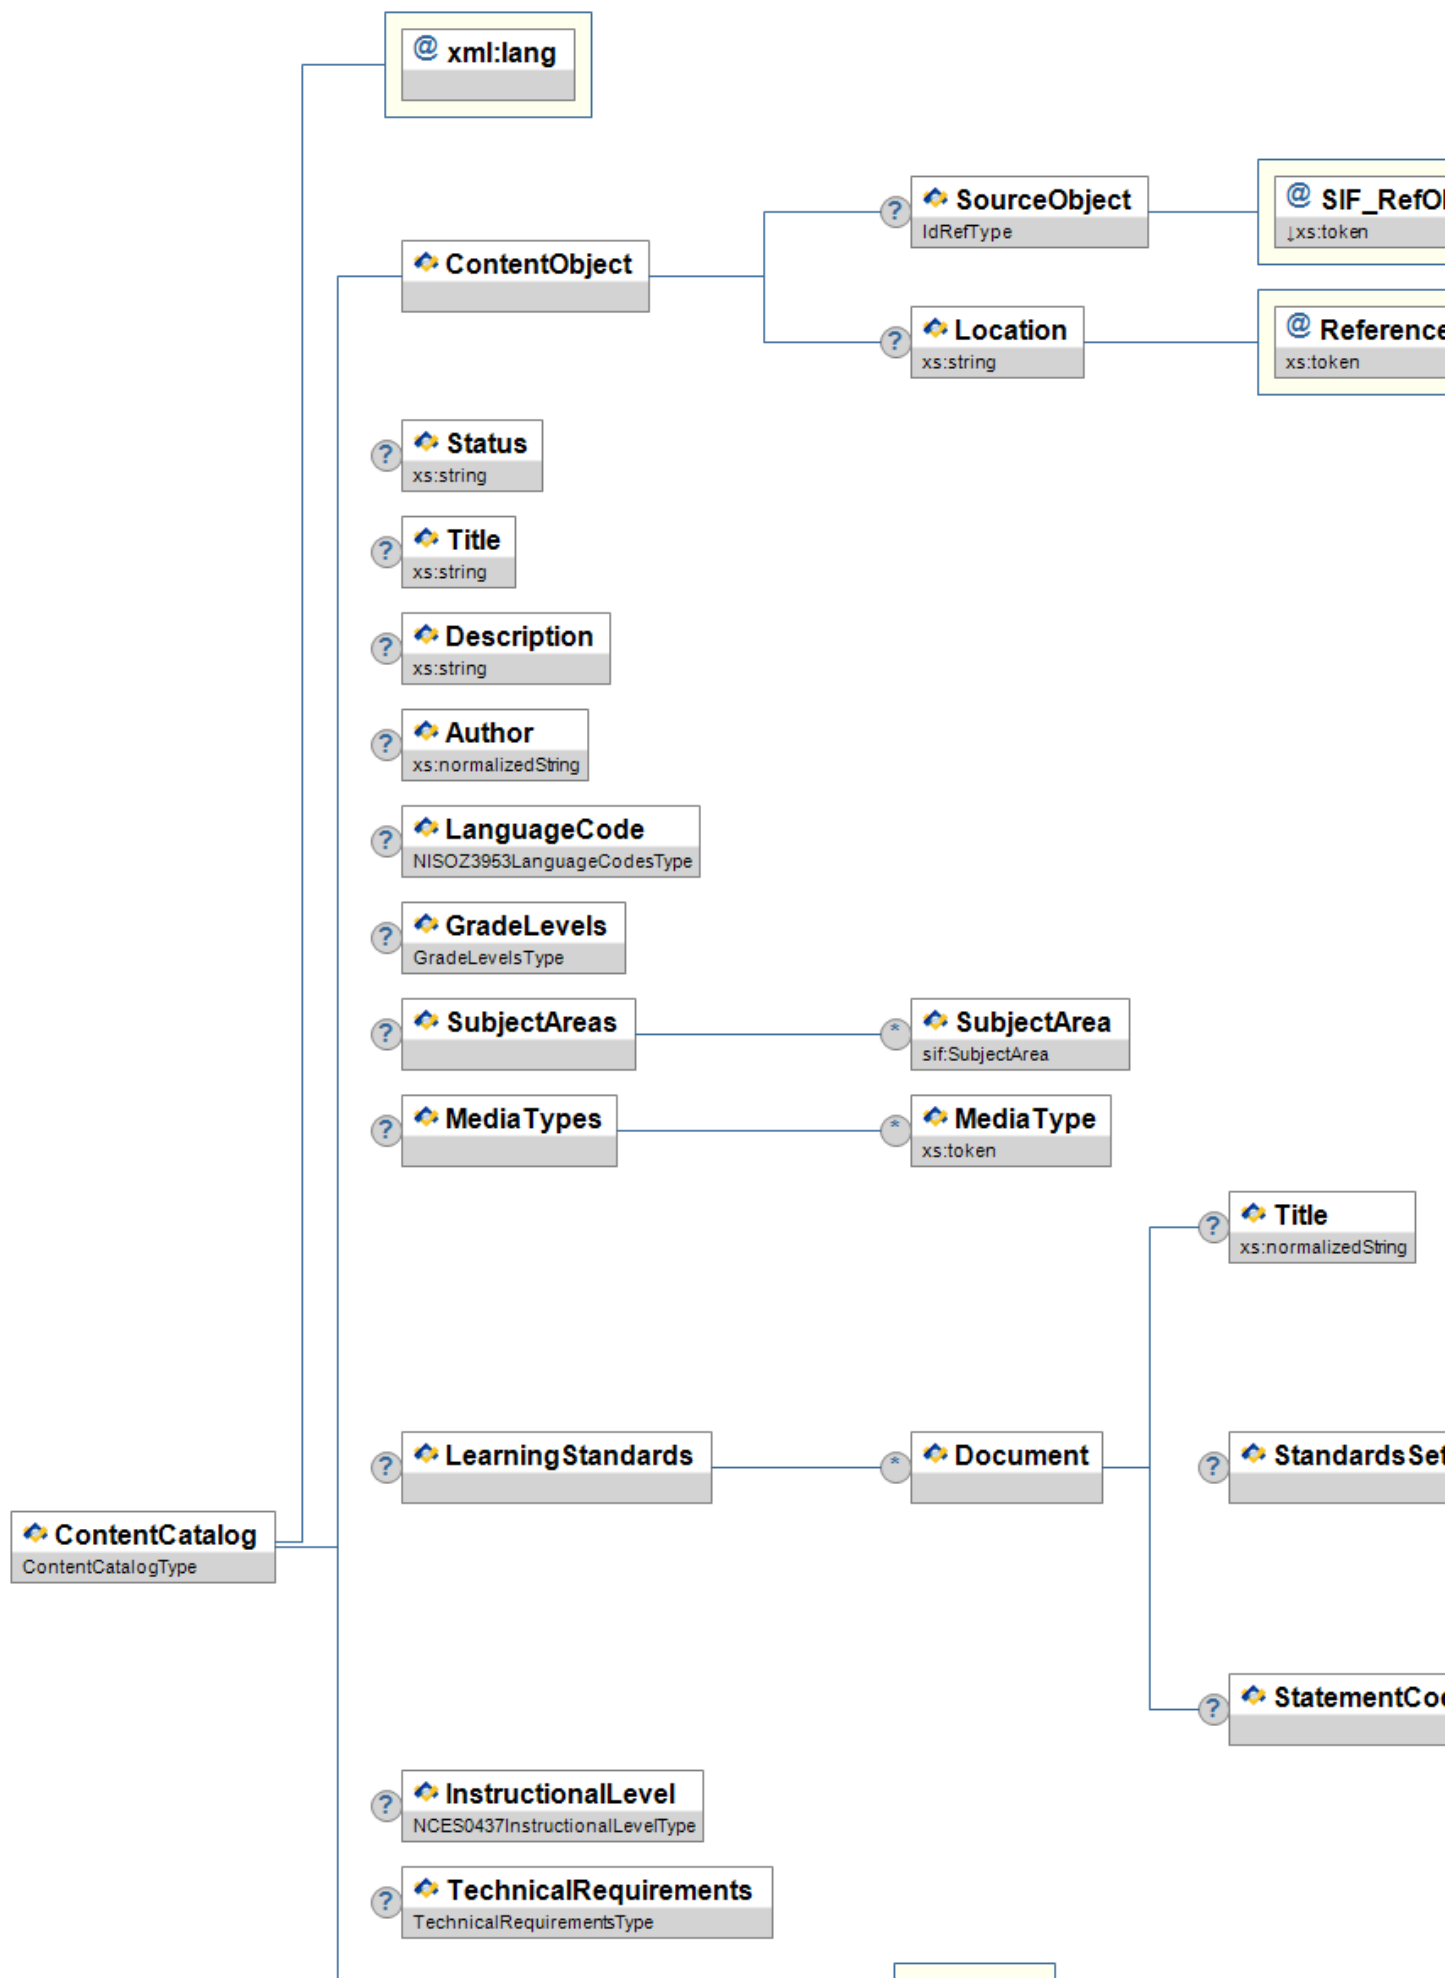 @ xml:lang
? SourceObject
IdRefType
@ SIF_RefO
↓xs:token
ContentObject
? Location
xs:string
@ Reference
xs:token
? Status
xs:string
? Title
xs:string
? Description
xs:string
? Author
xs:normalizedString
? LanguageCode
NISOZ3953LanguageCodesType
? GradeLevels
GradeLevelsType
? SubjectAreas
* SubjectArea
sif:SubjectArea
? MediaTypes
* MediaType
xs:token
? Title
xs:normalizedString
? LearningStandards
* Document
? StandardsSet
ContentCatalog
ContentCatalogType
? StatementCo
? InstructionalLevel
NCES0437InstructionalLevelType
? TechnicalRequirements
TechnicalRequirementsType